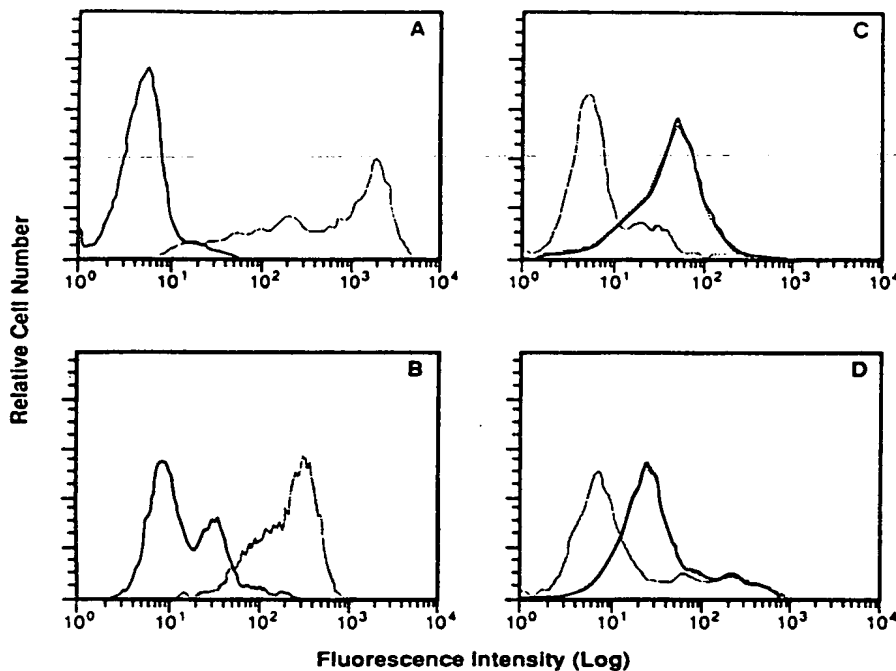 A
10⁰ 10¹ 10² 10³ 10⁴
C
10⁰ 10¹ 10² 10³ 10⁴
Relative Cell Number
B
10⁰ 10¹ 10² 10³ 10⁴
D
10⁰ 10¹ 10² 10³ 10⁴
Fluorescence Intensity (Log)